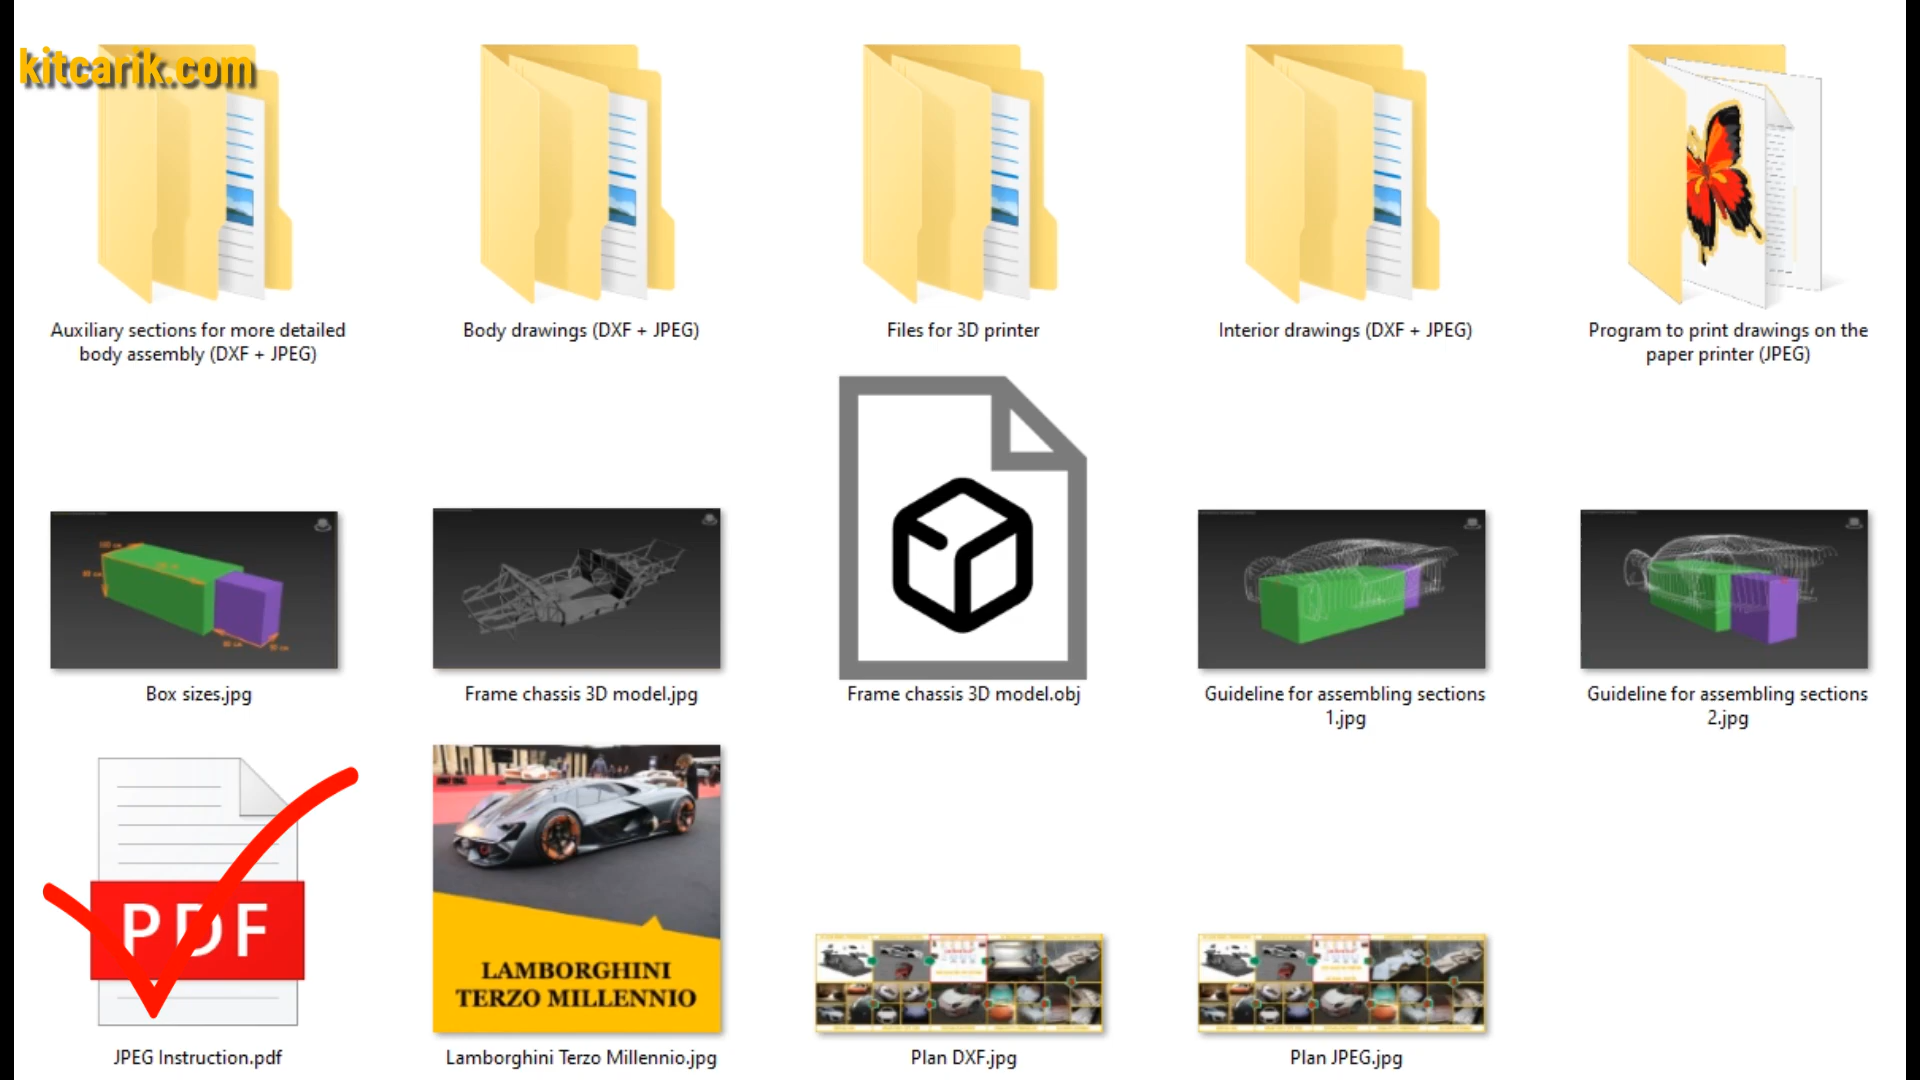 kitcarik.com
Auxiliary sections for more detailed
body assembly (DXF + JPEG)
Body drawings (DXF + JPEG)
Files for 3D printer
Interior drawings (DXF + JPEG)
Program to print drawings on the
paper printer (JPEG)
Box sizes.jpg
Frame chassis 3D model.jpg
Frame chassis 3D model.obj
Guideline for assembling sections
1.jpg
Guideline for assembling sections
2.jpg
PDF
LAMBORGHINI
TERZO MILLENNIO
JPEG Instruction.pdf
Lamborghini Terzo Millennio.jpg
Plan DXF.jpg
Plan JPEG.jpg